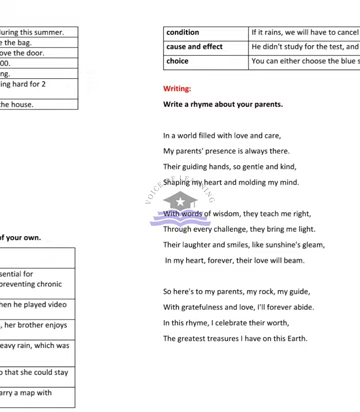 during this summer.
e the bag.
ove the door.
00.
ng.
ing hard for 2
the house.
of your own.
sential for
preventing chronic
hen he played video
, her brother enjoys
eavy rain, which was
o that she could stay
arry a map with
condition If it rains, we will have to cancel
cause and effect He didn't study for the test, and
choice You can either choose the blue s
Writing:
Write a rhyme about your parents.
In a world filled with love and care,
My parents' presence is always there.
Their guiding hands, so gentle and kind,
Shaping my heart and molding my mind.
With words of wisdom, they teach me right,
Through every challenge, they bring me light.
Their laughter and smiles, like sunshine's gleam,
In my heart, forever, their love will beam.
So here's to my parents, my rock, my guide,
With gratefulness and love, I'll forever abide.
In this rhyme, I celebrate their worth,
The greatest treasures I have on this Earth.
VOICE OF LEARNING